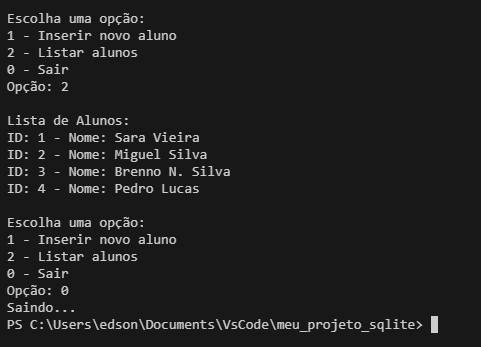 Escolha uma opção:
1 - Inserir novo aluno
2 - Listar alunos
0 - Sair
Opção: 2
Lista de Alunos:
ID: 1 - Nome: Sara Vieira
ID: 2 - Nome: Miguel Silva
ID: 3 - Nome: Brenno N. Silva
ID: 4 - Nome: Pedro Lucas
Escolha uma opção:
1 - Inserir novo aluno
2 - Listar alunos
0 - Sair
Opção: 0
Saindo...
PS C:\Users\edson\Documents\VsCode\meu_projeto_sqlite>